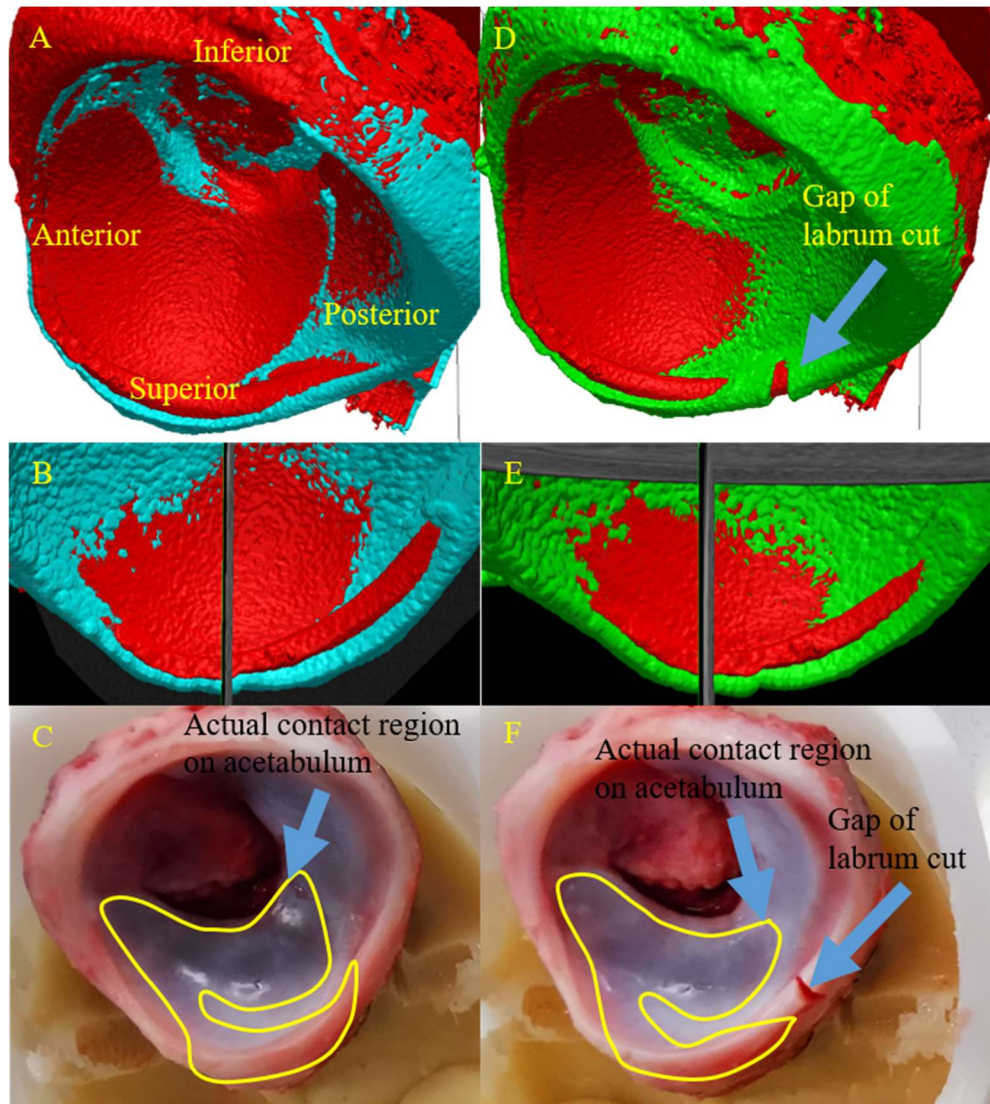 A
Inferior
Anterior
Posterior
Superior
D
Gap of
labrum cut
B
E
C
Actual contact region
on acetabulum
F
Actual contact region
on acetabulum
Gap of
labrum cut